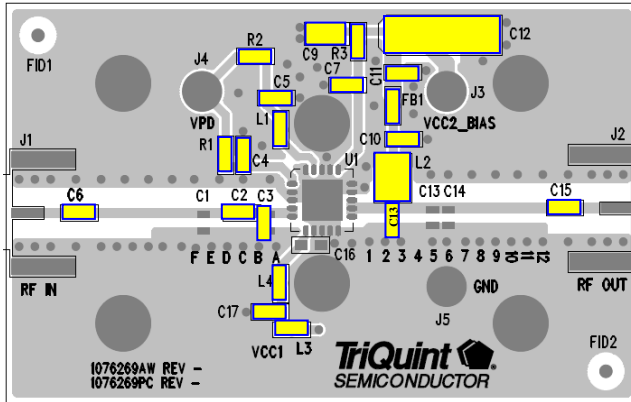 C12
R2
C9
R3
FID1
J4
C11
C7
J3
C5
FB1
VPD
VCC2_BIAS
L1
J1
C10
J2
R1
C4
U1
L2
C6
C1
C2
C3
C13
C13 C14
C15
F E D C B A
C16
1 2 3 4 5 6 7 8 9 10 11 12
RF IN
L4
GND
RF OUT
C17
J5
VCC1
L3
FID2
1076269AW REV -
1076269PC REV -
TriQuint
SEMICONDUCTOR